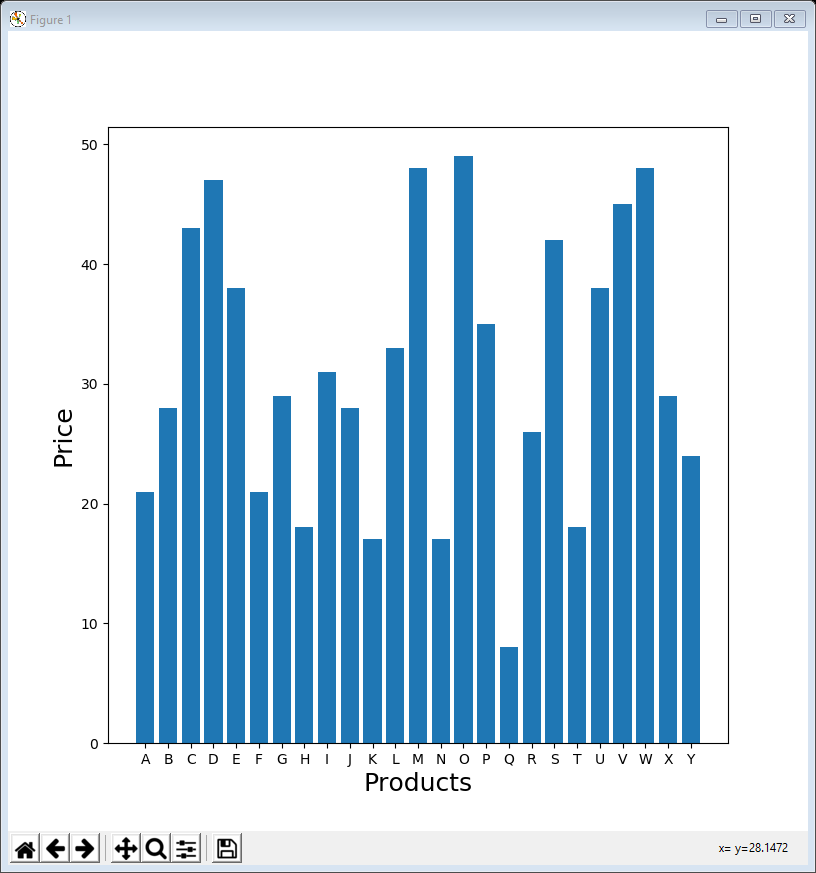 Figure 1
50
40
30
20
10
0
Price
A B C D E F G H I J K L M N O P Q R S T U V W X Y
Products
x= y=28.1472